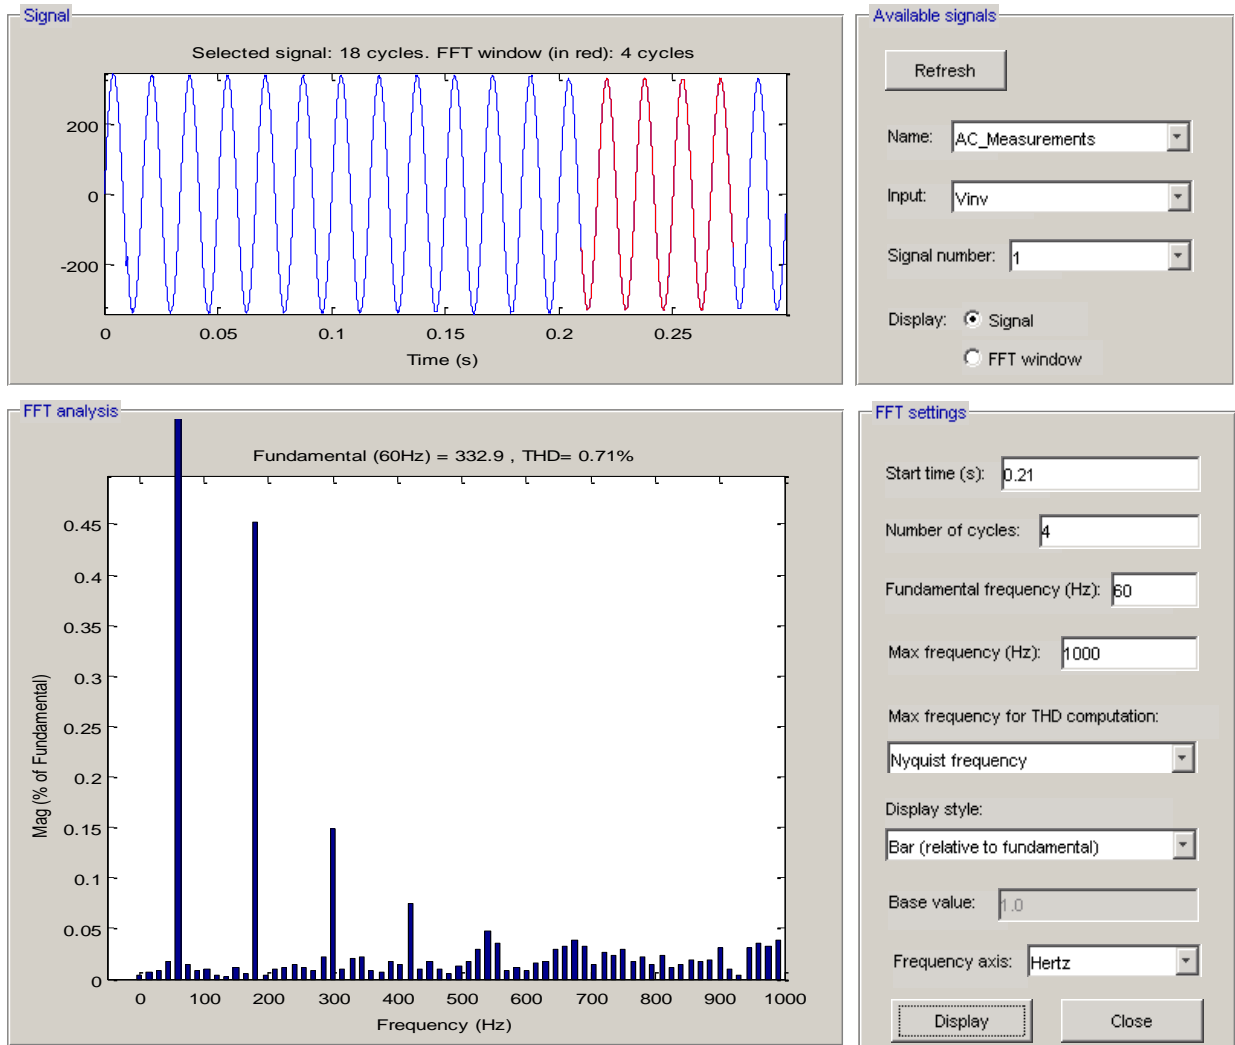 Signal
Selected signal: 18 cycles. FFT window (in red): 4 cycles
200
0
-200
0
0.05
0.1
0.15
0.2
0.25
Time (s)
Available signals
Refresh
Name:
AC_Measurements
Input:
Vinv
Signal number:
1
Display:
Signal
FFT window
FFT analysis
Fundamental (60Hz) = 332.9 , THD= 0.71%
0.45
0.4
0.35
0.3
0.25
0.2
0.15
0.1
0.05
0
Mag (% of Fundamental)
0
100
200
300
400
500
600
700
800
900
1000
Frequency (Hz)
FFT settings
Start time (s):
0.21
Number of cycles:
4
Fundamental frequency (Hz):
60
Max frequency (Hz):
1000
Max frequency for THD computation:
Nyquist frequency
Display style:
Bar (relative to fundamental)
Base value:
1.0
Frequency axis:
Hertz
Display
Close